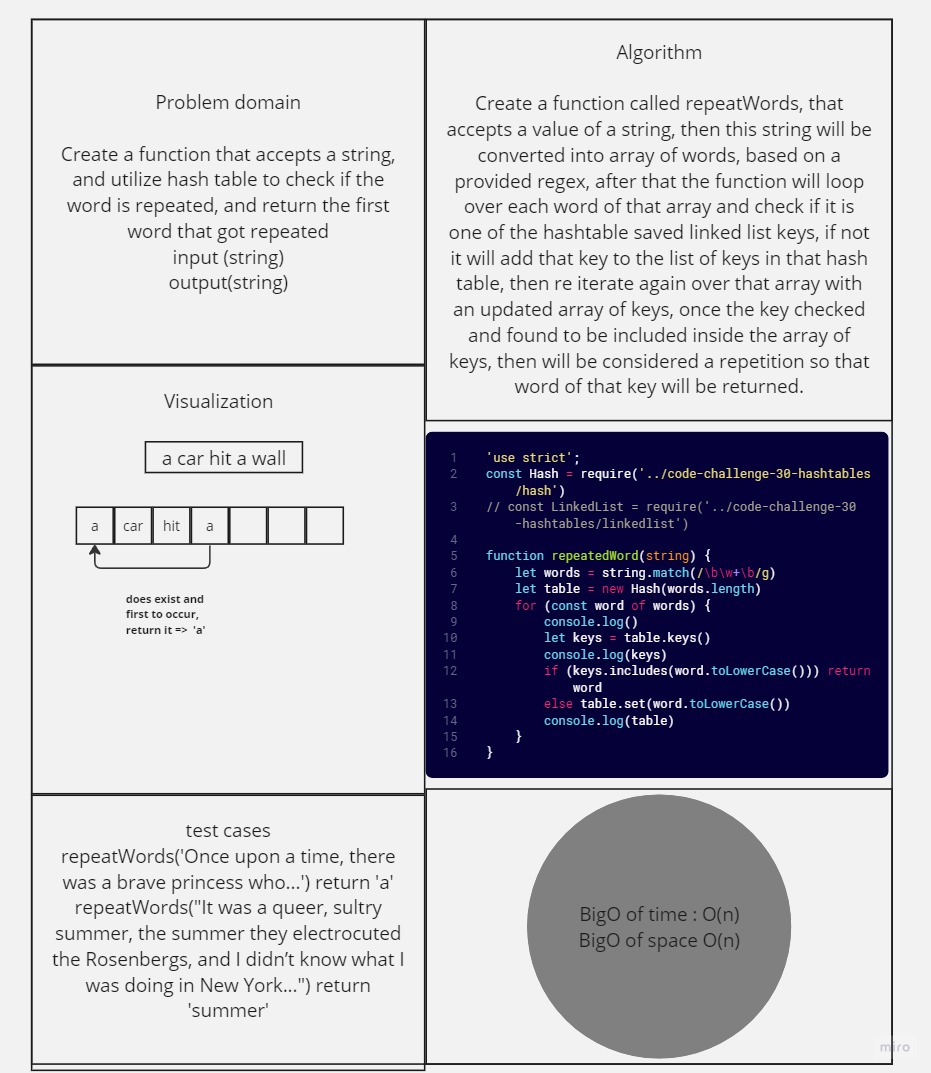 Problem domain
Create a function that accepts a string,
and utilize hash table to check if the
word is repeated, and return the first
word that got repeated
input (string)
output(string)
Algorithm
Create a function called repeatWords, that
accepts a value of a string, then this string will be
converted into array of words, based on a
provided regex, after that the function will loop
over each word of that array and check if it is
one of the hashtable saved linked list keys, if not
it will add that key to the list of keys in that hash
table, then re iterate again over that array with
an updated array of keys, once the key checked
and found to be included inside the array of
keys, then will be considered a repetition so that
word of that key will be returned.
Visualization
a car hit a wall
a car hit a
does exist and
first to occur,
return it => 'a'
1 'use strict';
2 const Hash = require('../code-challenge-30-hashtables
/hash')
3 // const LinkedList = require('../code-challenge-30
-hashtables/linkedlist')
4
5 function repeatedWord(string) {
6 let words = string.match(/\b\w+\b/g)
7 let table = new Hash(words.length)
8 for (const word of words) {
9 console.log()
10 let keys = table.keys()
11 console.log(keys)
12 if (keys.includes(word.toLowerCase())) return
word
13 else table.set(word.toLowerCase())
14 console.log(table)
15 }
16 }
test cases
repeatWords('Once upon a time, there
was a brave princess who...') return 'a'
repeatWords("It was a queer, sultry
summer, the summer they electrocuted
the Rosenbergs, and I didn’t know what I
was doing in New York...") return
'summer'
BigO of time : O(n)
BigO of space O(n)
miro